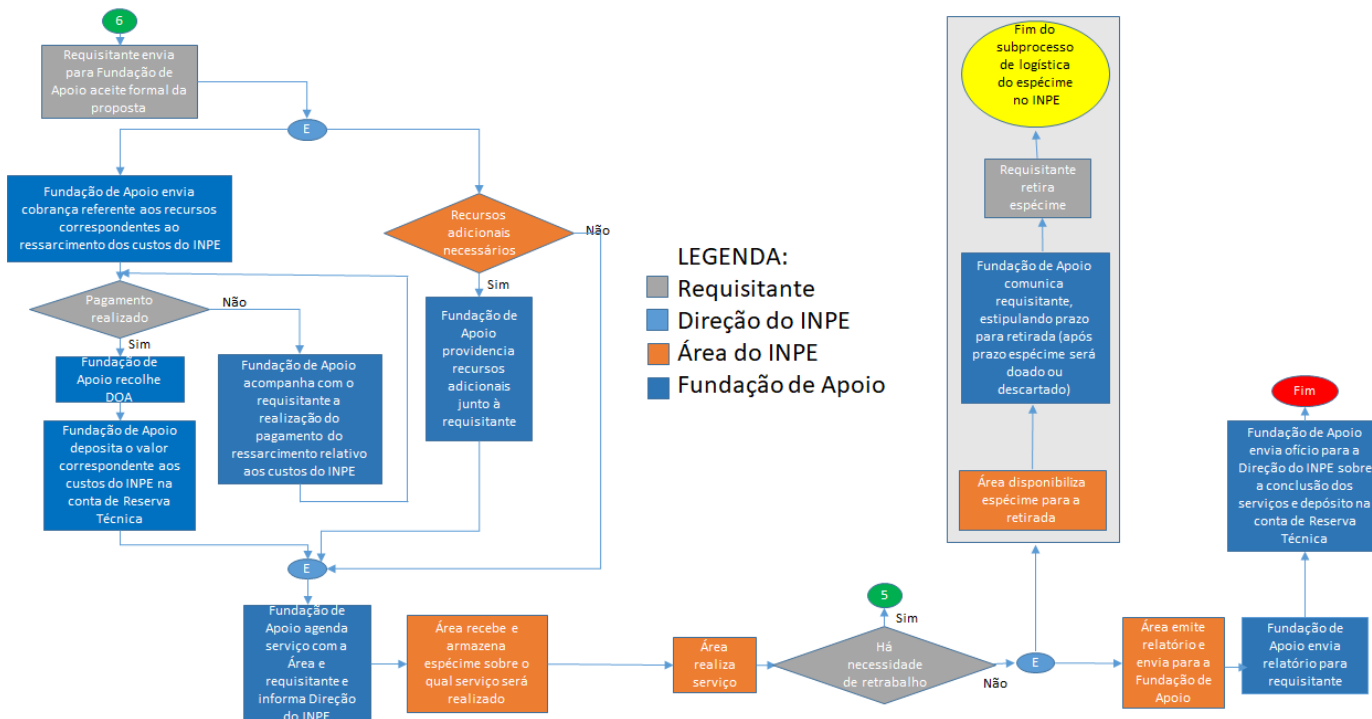 6
Requisitante envia
para Fundação de
Apoio aceite formal da
proposta
E
Fundação de Apoio envia
cobrança referente aos recursos
correspondentes ao
ressarcimento dos custos do INPE
Recursos
adicionais
necessários
Não
Sim
Pagamento
realizado
Não
Sim
Fundação de
Apoio recolhe
DOA
Fundação de Apoio
deposita o valor
correspondente aos
custos do INPE na
conta de Reserva
Técnica
Fundação de Apoio
acompanha com o
requisitante a
realização do
pagamento do
ressarcimento relativo
aos custos do INPE
Fundação de
Apoio
providencia
recursos
adicionais
junto à
requisitante
E
Fundação de
Apoio agenda
serviço com a
Área e
requisitante e
informa Direção
do INPE
Área recebe e
armazena
espécime sobre o
qual serviço será
realizado
Área
realiza
serviço
Há
necessidade
de retrabalho
Sim
5
Não
E
LEGENDA:
Requisitante
Direção do INPE
Área do INPE
Fundação de Apoio
Fim do
subprocesso
de logística
do espécime
no INPE
Requisitante
retira
espécime
Fundação de Apoio
comunica
requisitante,
estipulando prazo
para retirada (após
prazo espécime será
doado ou
descartado)
Área disponibiliza
espécime para a
retirada
Área emite
relatório e
envia para a
Fundação de
Apoio
Fundação de
Apoio envia
relatório para
requisitante
Fundação de Apoio
envia ofício para a
Direção do INPE sobre
a conclusão dos
serviços e depósito na
conta de Reserva
Técnica
Fim